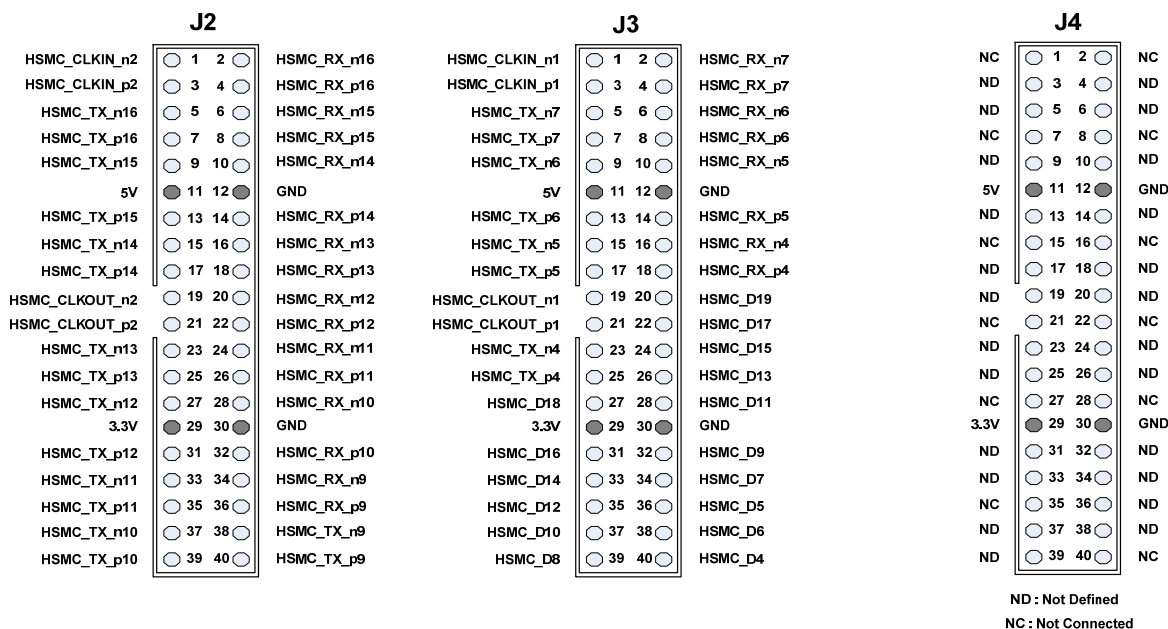 J2 J3 J4
HSMC_CLKIN_n2 1 2 HSMC_RX_n16 HSMC_CLKIN_n1 1 2 HSMC_RX_n7 NC 1 2 NC
HSMC_CLKIN_p2 3 4 HSMC_RX_p16 HSMC_CLKIN_p1 3 4 HSMC_RX_p7 ND 3 4 ND
HSMC_TX_n16 5 6 HSMC_RX_n15 HSMC_TX_n7 5 6 HSMC_RX_n6 ND 5 6 ND
HSMC_TX_p16 7 8 HSMC_RX_p15 HSMC_TX_p7 7 8 HSMC_RX_p6 NC 7 8 NC
HSMC_TX_n15 9 10 HSMC_RX_n14 HSMC_TX_n6 9 10 HSMC_RX_n5 ND 9 10 ND
5V 11 12 GND 5V 11 12 GND 5V 11 12 GND
HSMC_TX_p15 13 14 HSMC_RX_p14 HSMC_TX_p6 13 14 HSMC_RX_p5 ND 13 14 ND
HSMC_TX_n14 15 16 HSMC_RX_n13 HSMC_TX_n5 15 16 HSMC_RX_n4 NC 15 16 NC
HSMC_TX_p14 17 18 HSMC_RX_p13 HSMC_TX_p5 17 18 HSMC_RX_p4 ND 17 18 ND
HSMC_CLKOUT_n2 19 20 HSMC_RX_n12 HSMC_CLKOUT_n1 19 20 HSMC_D19 ND 19 20 ND
HSMC_CLKOUT_p2 21 22 HSMC_RX_p12 HSMC_CLKOUT_p1 21 22 HSMC_D17 NC 21 22 NC
HSMC_TX_n13 23 24 HSMC_RX_n11 HSMC_TX_n4 23 24 HSMC_D15 ND 23 24 ND
HSMC_TX_p13 25 26 HSMC_RX_p11 HSMC_TX_p4 25 26 HSMC_D13 ND 25 26 ND
HSMC_TX_n12 27 28 HSMC_RX_n10 HSMC_D18 27 28 HSMC_D11 NC 27 28 NC
3.3V 29 30 GND 3.3V 29 30 GND 3.3V 29 30 GND
HSMC_TX_p12 31 32 HSMC_RX_p10 HSMC_D16 31 32 HSMC_D9 ND 31 32 ND
HSMC_TX_n11 33 34 HSMC_RX_n9 HSMC_D14 33 34 HSMC_D7 ND 33 34 ND
HSMC_TX_p11 35 36 HSMC_RX_p9 HSMC_D12 35 36 HSMC_D5 NC 35 36 ND
HSMC_TX_n10 37 38 HSMC_TX_n9 HSMC_D10 37 38 HSMC_D6 ND 37 38 ND
HSMC_TX_p10 39 40 HSMC_TX_p9 HSMC_D8 39 40 HSMC_D4 ND 39 40 NC
ND : Not Defined
NC : Not Connected